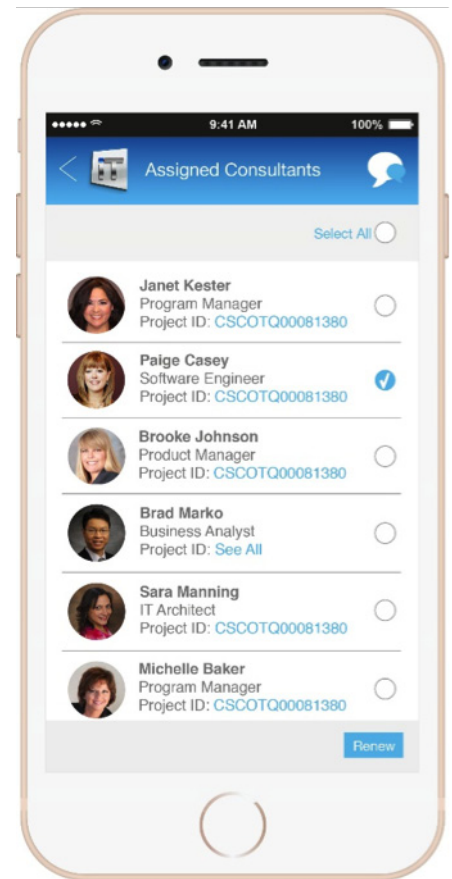 9:41 AM
100%
IT
Assigned Consultants
Select All
Janet Kester
Program Manager
Project ID: CSCOTQ00081380
Paige Casey
Software Engineer
Project ID: CSCOTQ00081380
Brooke Johnson
Product Manager
Project ID: CSCOTQ00081380
Brad Marko
Business Analyst
Project ID: See All
Sara Manning
IT Architect
Project ID: CSCOTQ00081380
Michelle Baker
Program Manager
Project ID: CSCOTQ00081380
Renew